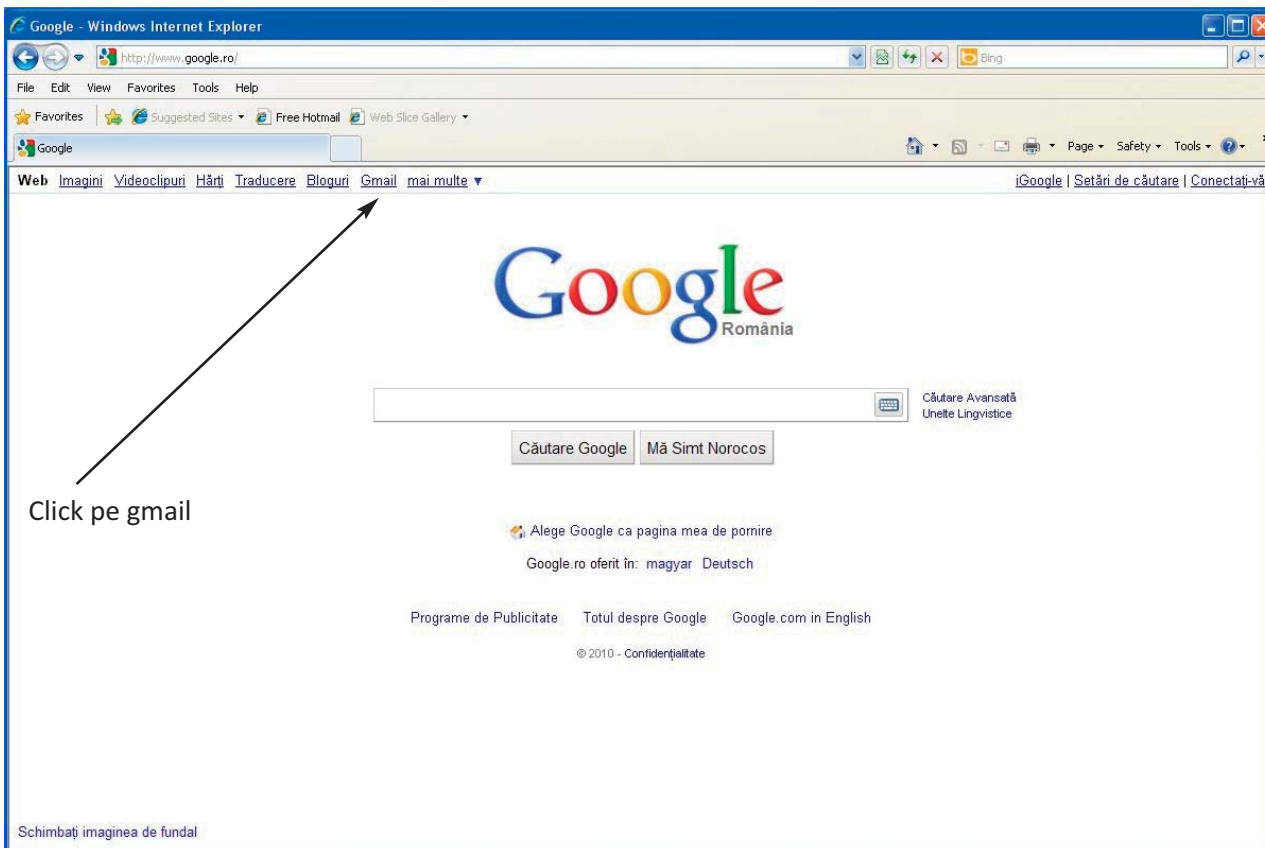 Google - Windows Internet Explorer
http://www.google.ro/ Bing
File Edit View Favorites Tools Help
Favorites Suggested Sites Free Hotmail Web Slice Gallery
Google Page Safety Tools
Web Imagini Videoclipuri Hărţi Traducere Bloguri Gmail mai multe ▼ iGoogle | Setări de căutare | Conectaţi-vă
Google
România
Căutare Avansată
Unelte Lingvistice
Căutare Google Mă Simt Norocos
Click pe gmail
Alege Google ca pagina mea de pornire
Google.ro oferit în: magyar Deutsch
Programe de Publicitate Totul despre Google Google.com in English
© 2010 - Confidenţialitate
Schimbaţi imaginea de fundal